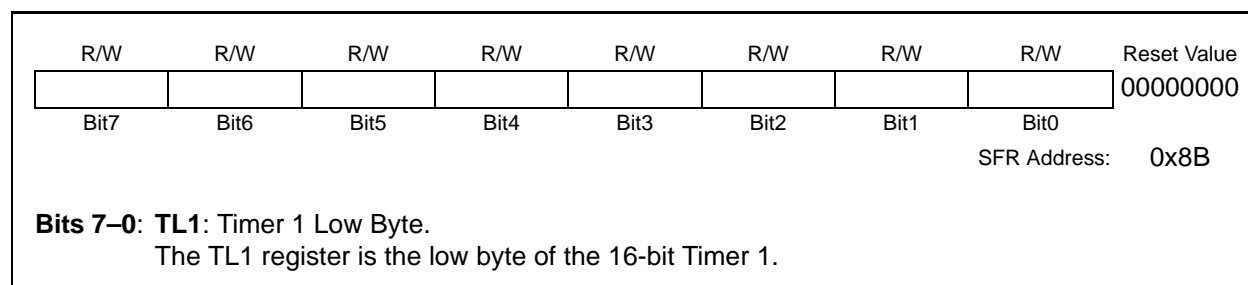 R/W R/W R/W R/W R/W R/W R/W R/W Reset Value
00000000
Bit7 Bit6 Bit5 Bit4 Bit3 Bit2 Bit1 Bit0
SFR Address: 0x8B
Bits 7–0: TL1: Timer 1 Low Byte.
The TL1 register is the low byte of the 16-bit Timer 1.